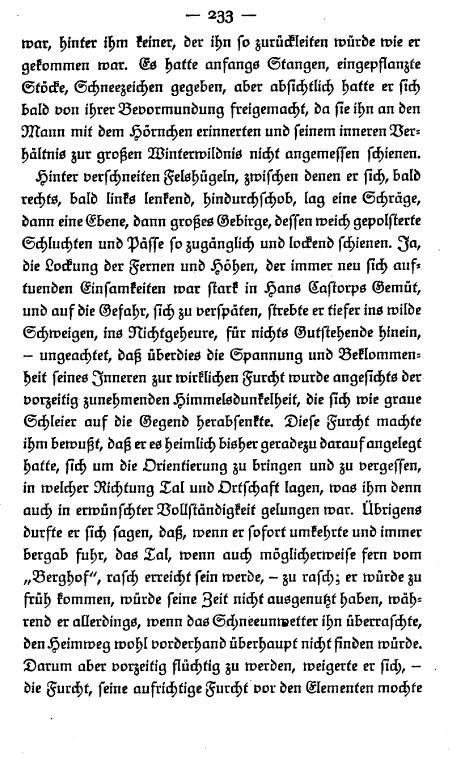 — 233 —
war, hinter ihm keiner, der ihn so zurückleiten würde wie er
gekommen war. Es hatte anfangs Stangen, eingepflanzte
Stöcke, Schneezeichen gegeben, aber absichtlich hatte er sich
bald von ihrer Bevormundung freigemacht, da sie ihn an den
Mann mit dem Hörnchen erinnerten und seinem inneren Ver-
hältnis zur großen Winterwildnis nicht angemessen schienen.
Hinter verschneiten Felshügeln, zwischen denen er sich, bald
rechts, bald links lenkend, hindurchschob, lag eine Schräge,
dann eine Ebene, dann großes Gebirge, dessen weich gepolsterte
Schluchten und Pässe so zugänglich und lockend schienen. Ja,
die Lockung der Fernen und Höhen, der immer neu sich auf-
tuenden Einsamkeiten war stark in Hans Castorps Gemüt,
und auf die Gefahr, sich zu verspäten, strebte er tiefer ins wilde
Schweigen, ins Nichtgeheure, für nichts Gutstehende hinein,
– ungeachtet, daß überdies die Spannung und Beklommen-
heit seines Inneren zur wirklichen Furcht wurde angesichts der
vorzeitig zunehmenden Himmelsdunkelheit, die sich wie graue
Schleier auf die Gegend herabsenkte. Diese Furcht machte
ihm bewußt, daß er es heimlich bisher geradezu darauf angelegt
hatte, sich um die Orientierung zu bringen und zu vergessen,
in welcher Richtung Tal und Ortschaft lagen, was ihm denn
auch in erwünschter Vollständigkeit gelungen war. Übrigens
durfte er sich sagen, daß, wenn er sofort umkehrte und immer
bergab fuhr, das Tal, wenn auch möglicherweise fern vom
„Berghof“, rasch erreicht sein werde, – zu rasch; er würde zu
früh kommen, würde seine Zeit nicht ausgenutzt haben, wäh-
rend er allerdings, wenn das Schneeunwetter ihn überraschte,
den Heimweg wohl vorderhand überhaupt nicht finden würde.
Darum aber vorzeitig flüchtig zu werden, weigerte er sich, –
die Furcht, seine aufrichtige Furcht vor den Elementen mochte